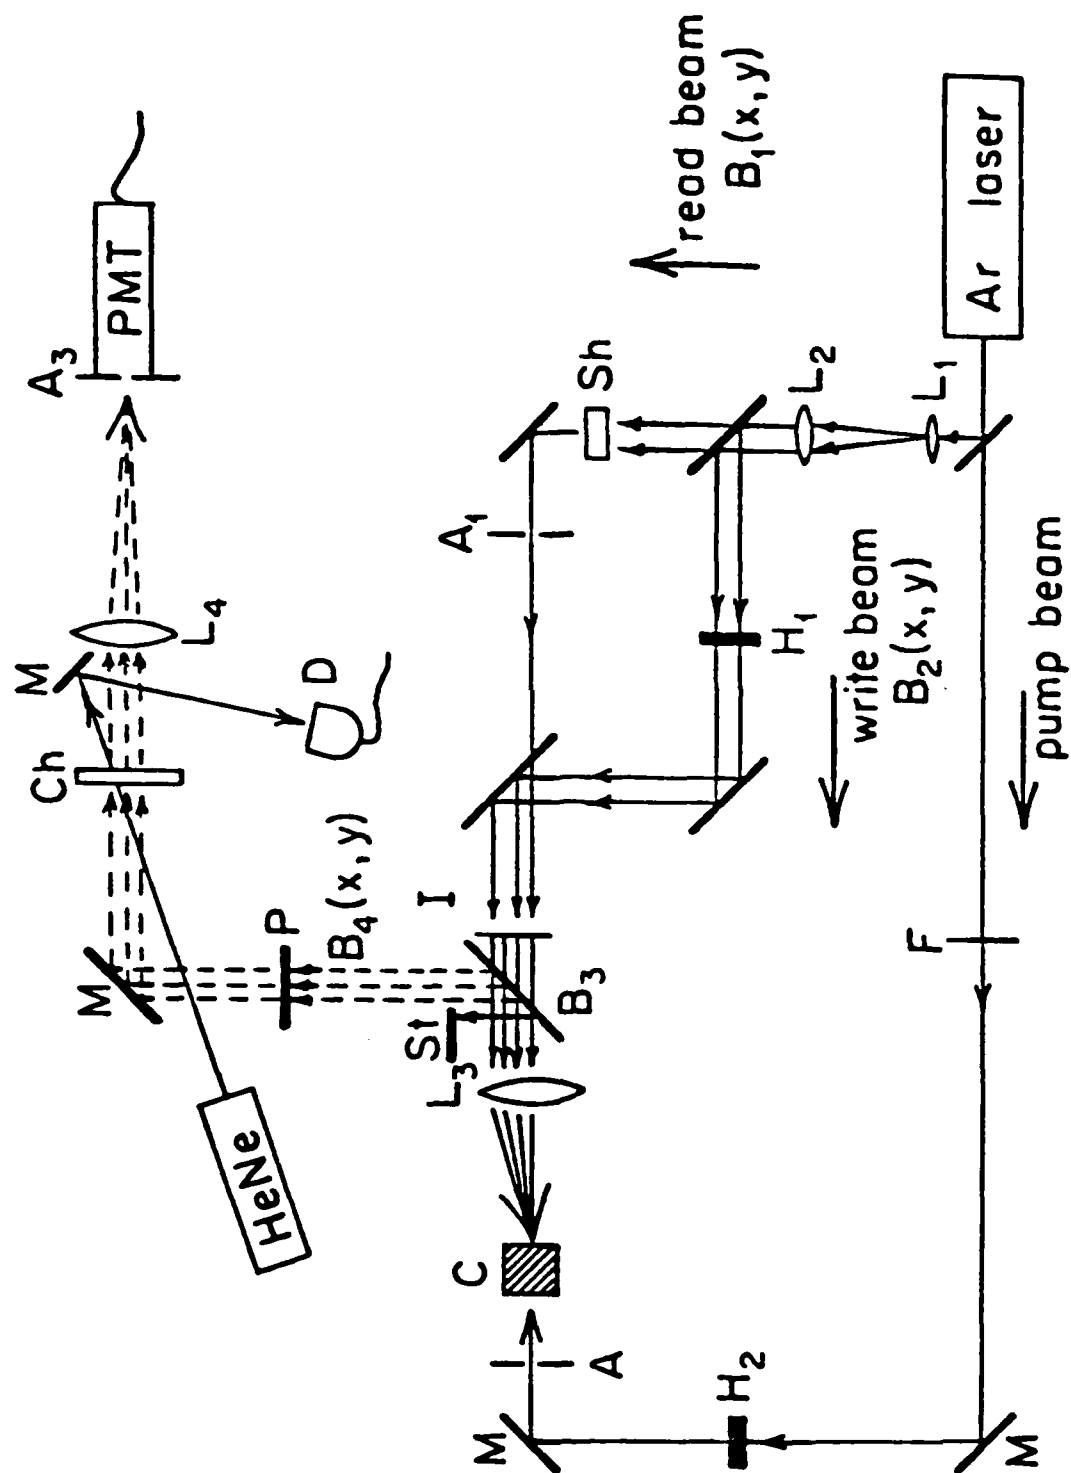 PMT
A3
L4
M
D
Ch
M
P
B4(x,y)
HeNe
St
L3
B3
I
C
A
M
H2
M
A1
Sh
L2
L1
H1
F
read beam
B1(x,y)
write beam
B2(x,y)
pump beam
Ar laser